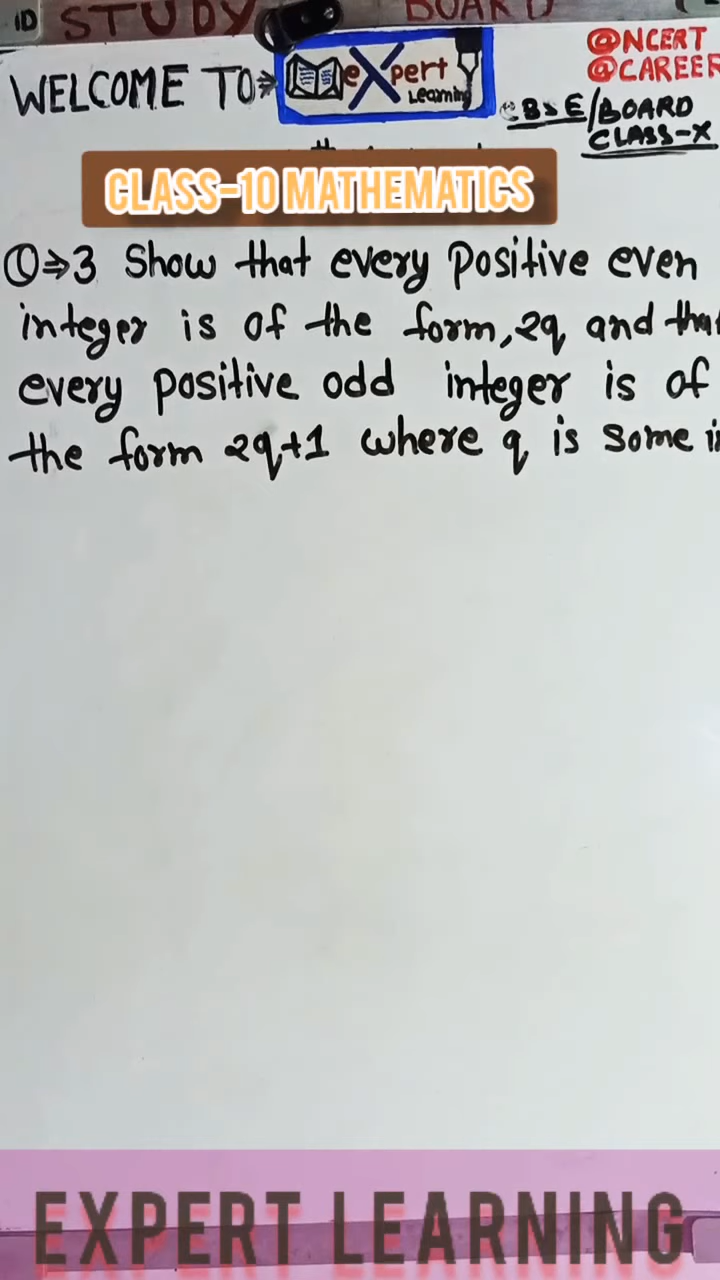 ID STUDY BOARD
WELCOME TO⇒ eXpert Learning
@NCERT
@CAREER
CBSE/BOARD
CLASS-X
CLASS-10 MATHEMATICS
Q⇒3 Show that every positive even
integer is of the form, 2q and that
every positive odd integer is of
the form 2q+1 where q is some
EXPERT LEARNING